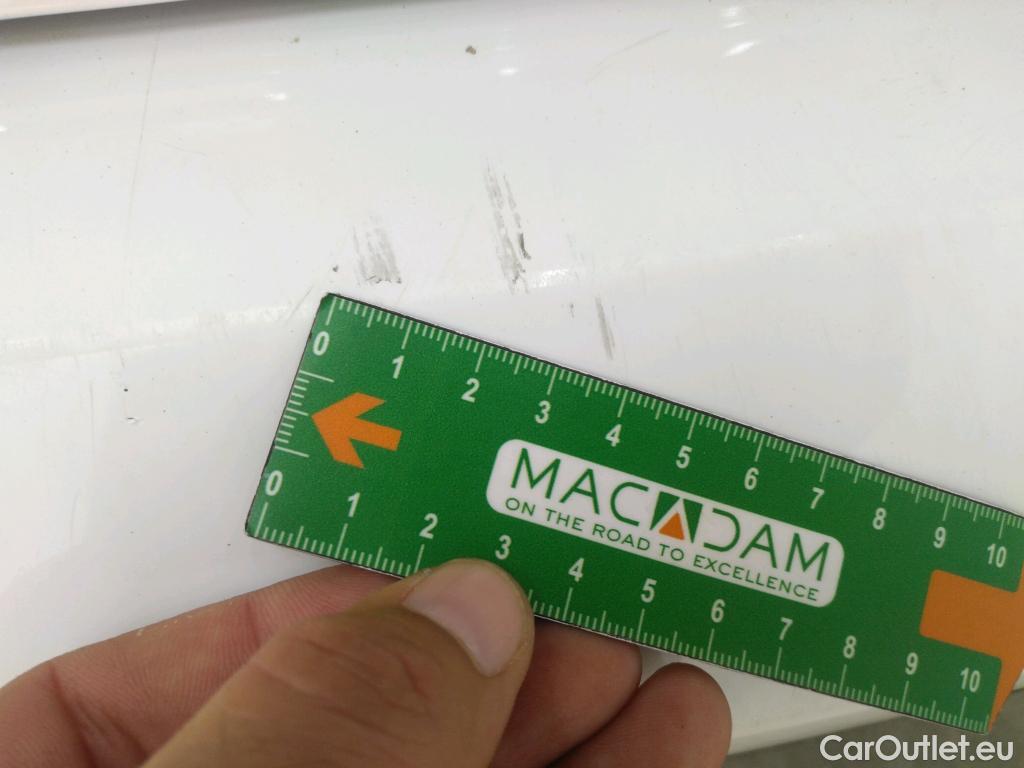 0 1 2 3 4 5 6 7 8 9 10
MACADAM
ON THE ROAD TO EXCELLENCE
0 1 2 3 4 5 6 7 8 9 10
CarOutlet.eu